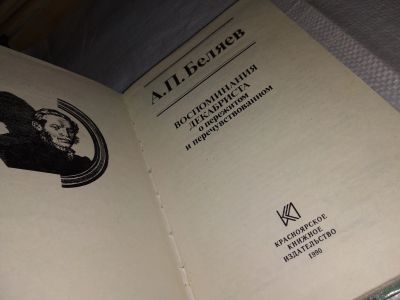 А.П. Беляев
ВОСПОМИНАНИЯ
ДЕКАБРИСТА
о пережитом
и перечувствованном
КРАСНОЯРСКОЕ
КНИЖНОЕ
ИЗДАТЕЛЬСТВО
1990